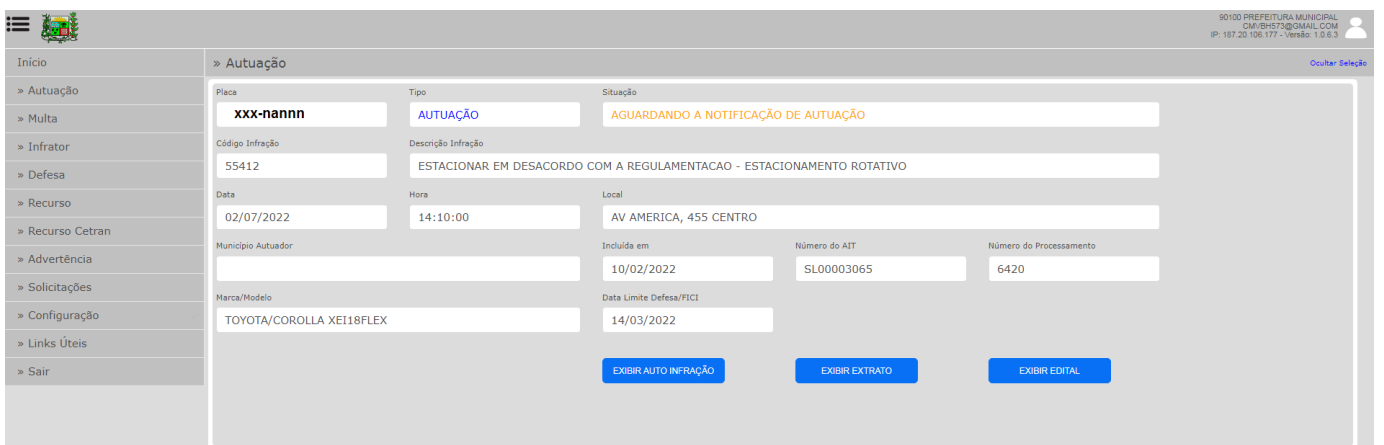 90100 PREFEITURA MUNICIPAL
CMVBH573@GMAIL.COM
IP: 187.20.106.177 - Versão: 1.0.6.3
Início
» Autuação
Ocultar Seleção
» Autuação
» Multa
» Infrator
» Defesa
» Recurso
» Recurso Cetran
» Advertência
» Solicitações
» Configuração
» Links Úteis
» Sair
Placa Tipo Situação
xxx-nannn AUTUAÇÃO AGUARDANDO A NOTIFICAÇÃO DE AUTUAÇÃO
Código Infração Descrição Infração
55412 ESTACIONAR EM DESACORDO COM A REGULAMENTACAO - ESTACIONAMENTO ROTATIVO
Data Hora Local
02/07/2022 14:10:00 AV AMERICA, 455 CENTRO
Município Autuador Incluída em Número do AIT Número do Processamento
10/02/2022 SL00003065 6420
Marca/Modelo Data Limite Defesa/FICI
TOYOTA/COROLLA XEI18FLEX 14/03/2022
EXIBIR AUTO INFRAÇÃO EXIBIR EXTRATO EXIBIR EDITAL